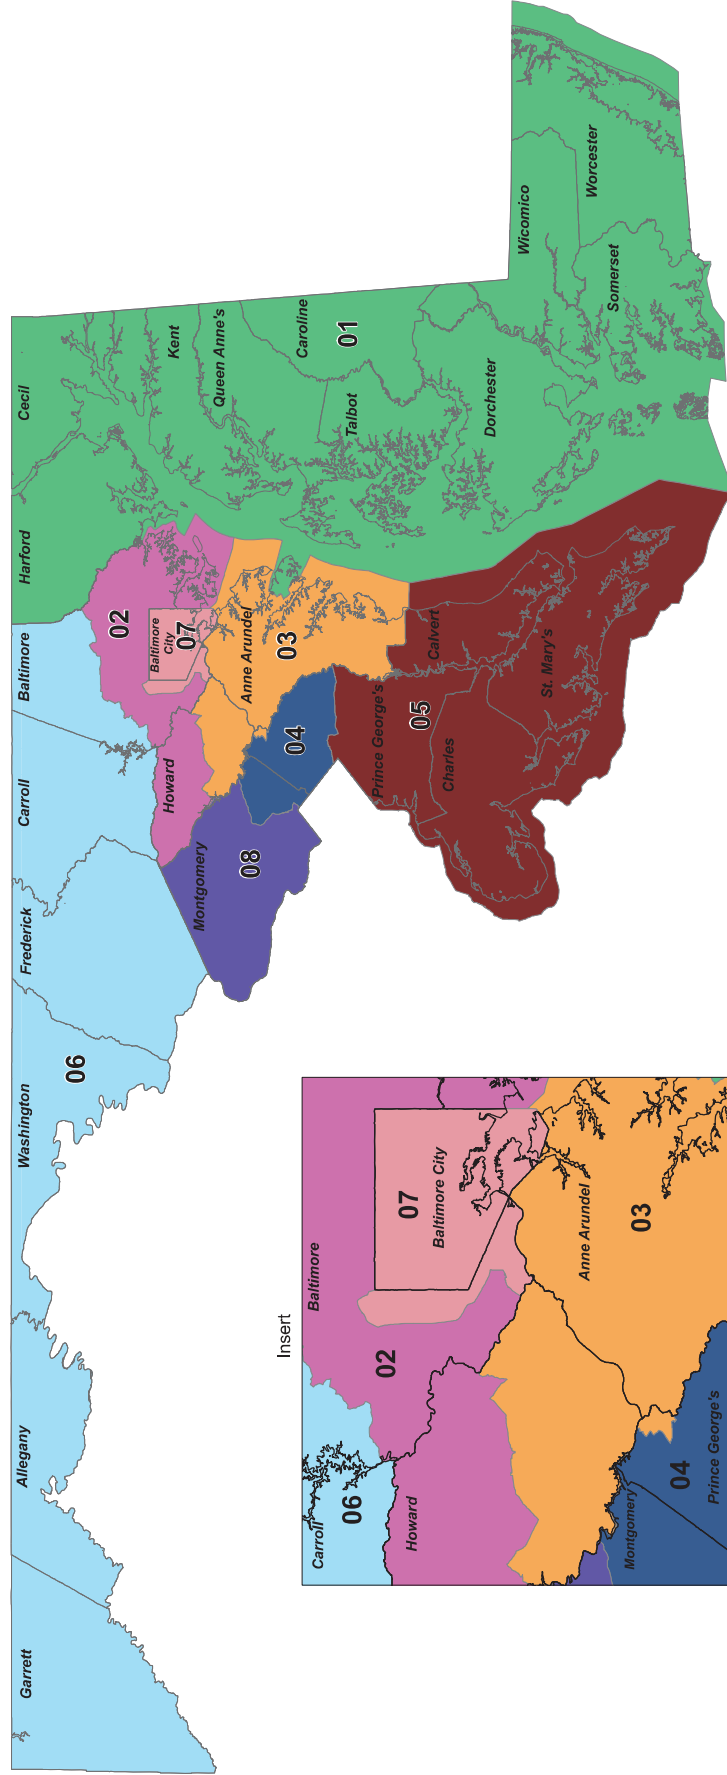 Garrett
Allegany
Washington
06
Frederick
Carroll
Baltimore
Harford
Cecil
02
Baltimore
City
07
Kent
Queen Anne's
Howard
Montgomery
08
Anne Arundel
03
04
Caroline
01
Talbot
Prince George's
05
Charles
Calvert
St. Mary's
Dorchester
Wicomico
Worcester
Somerset
Insert
Carroll
06
Baltimore
02
07
Baltimore City
Howard
Anne Arundel
03
Montgomery
04
Prince George's